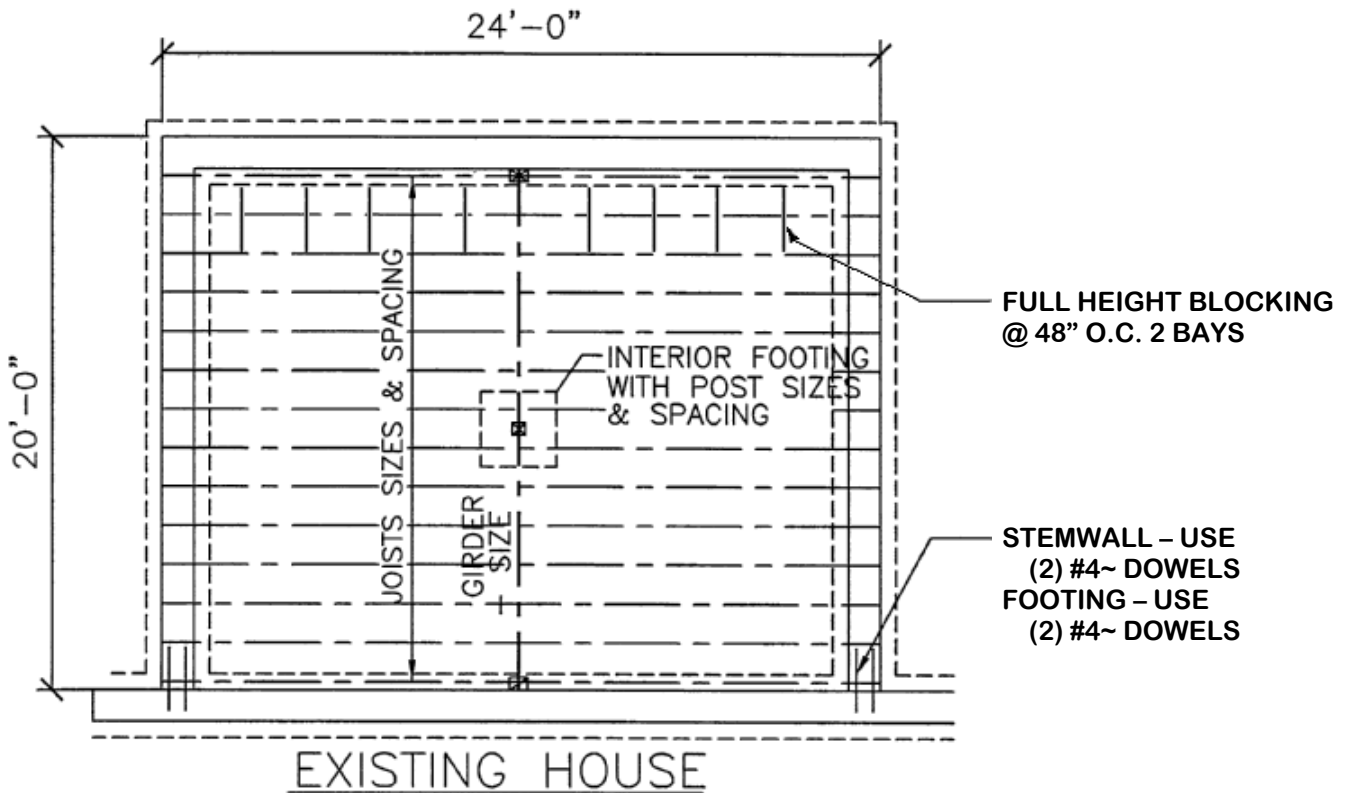 24'-0"
20'-0"
JOISTS SIZES & SPACING
INTERIOR FOOTING
WITH POST SIZES
& SPACING
GIRDER
SIZE
FULL HEIGHT BLOCKING
@ 48” O.C. 2 BAYS
STEMWALL – USE
(2) #4~ DOWELS
FOOTING – USE
(2) #4~ DOWELS
EXISTING HOUSE